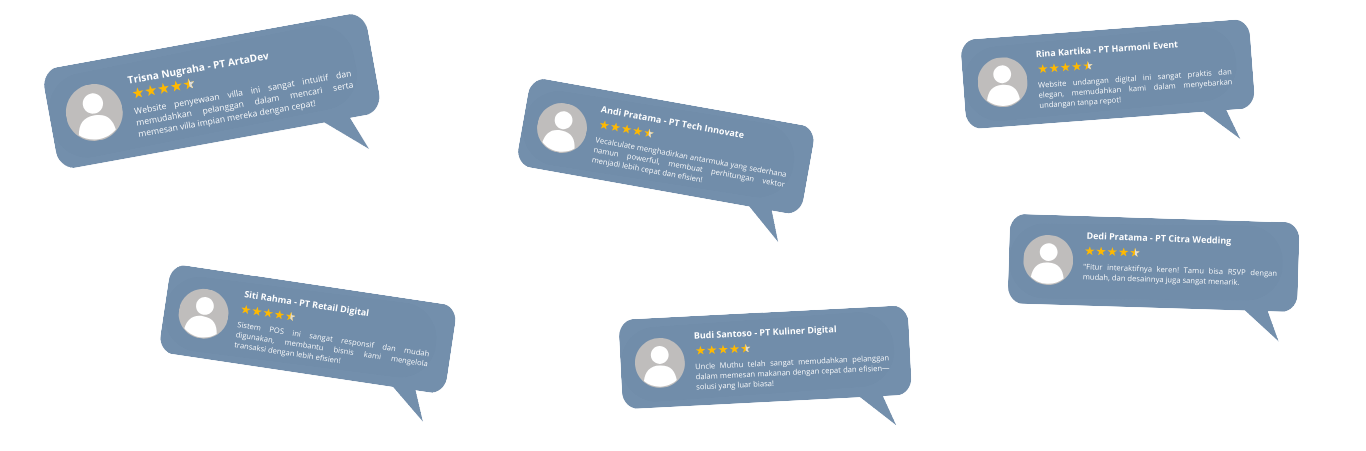 Trisna Nugraha - PT ArtaDev
Website penyewaan villa ini sangat intuitif dan
memudahkan pelanggan dalam mencari serta
memesan villa impian mereka dengan cepat!
Andi Pratama - PT Tech Innovate
Vecalculate menghadirkan antarmuka yang sederhana
namun powerful, membuat perhitungan vektor
menjadi lebih cepat dan efisien!
Rina Kartika - PT Harmoni Event
Website undangan digital ini sangat praktis dan
elegan, memudahkan kami dalam menyebarkan
undangan tanpa repot!
Siti Rahma - PT Retail Digital
Sistem POS ini sangat responsif dan mudah
digunakan, membantu bisnis kami mengelola
transaksi dengan lebih efisien!
Budi Santoso - PT Kuliner Digital
Uncle Muthu telah sangat memudahkan pelanggan
dalam memesan makanan dengan cepat dan efisien—
solusi yang luar biasa!
Dedi Pratama - PT Citra Wedding
"Fitur interaktifnya keren! Tamu bisa RSVP dengan
mudah, dan desainnya juga sangat menarik.